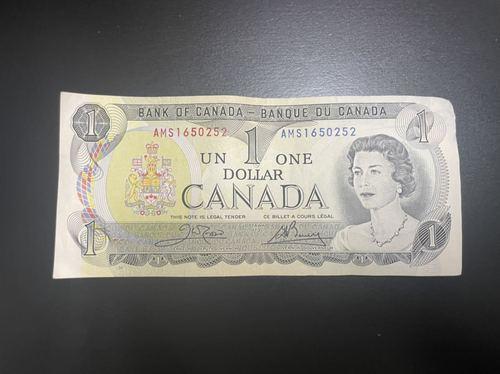 BANK OF CANADA – BANQUE DU CANADA
1 1
AMS1650252 AMS1650252
UN 1 ONE
DOLLAR
CANADA
THIS NOTE IS LEGAL TENDER CE BILLET A COURS LÉGAL
1 1